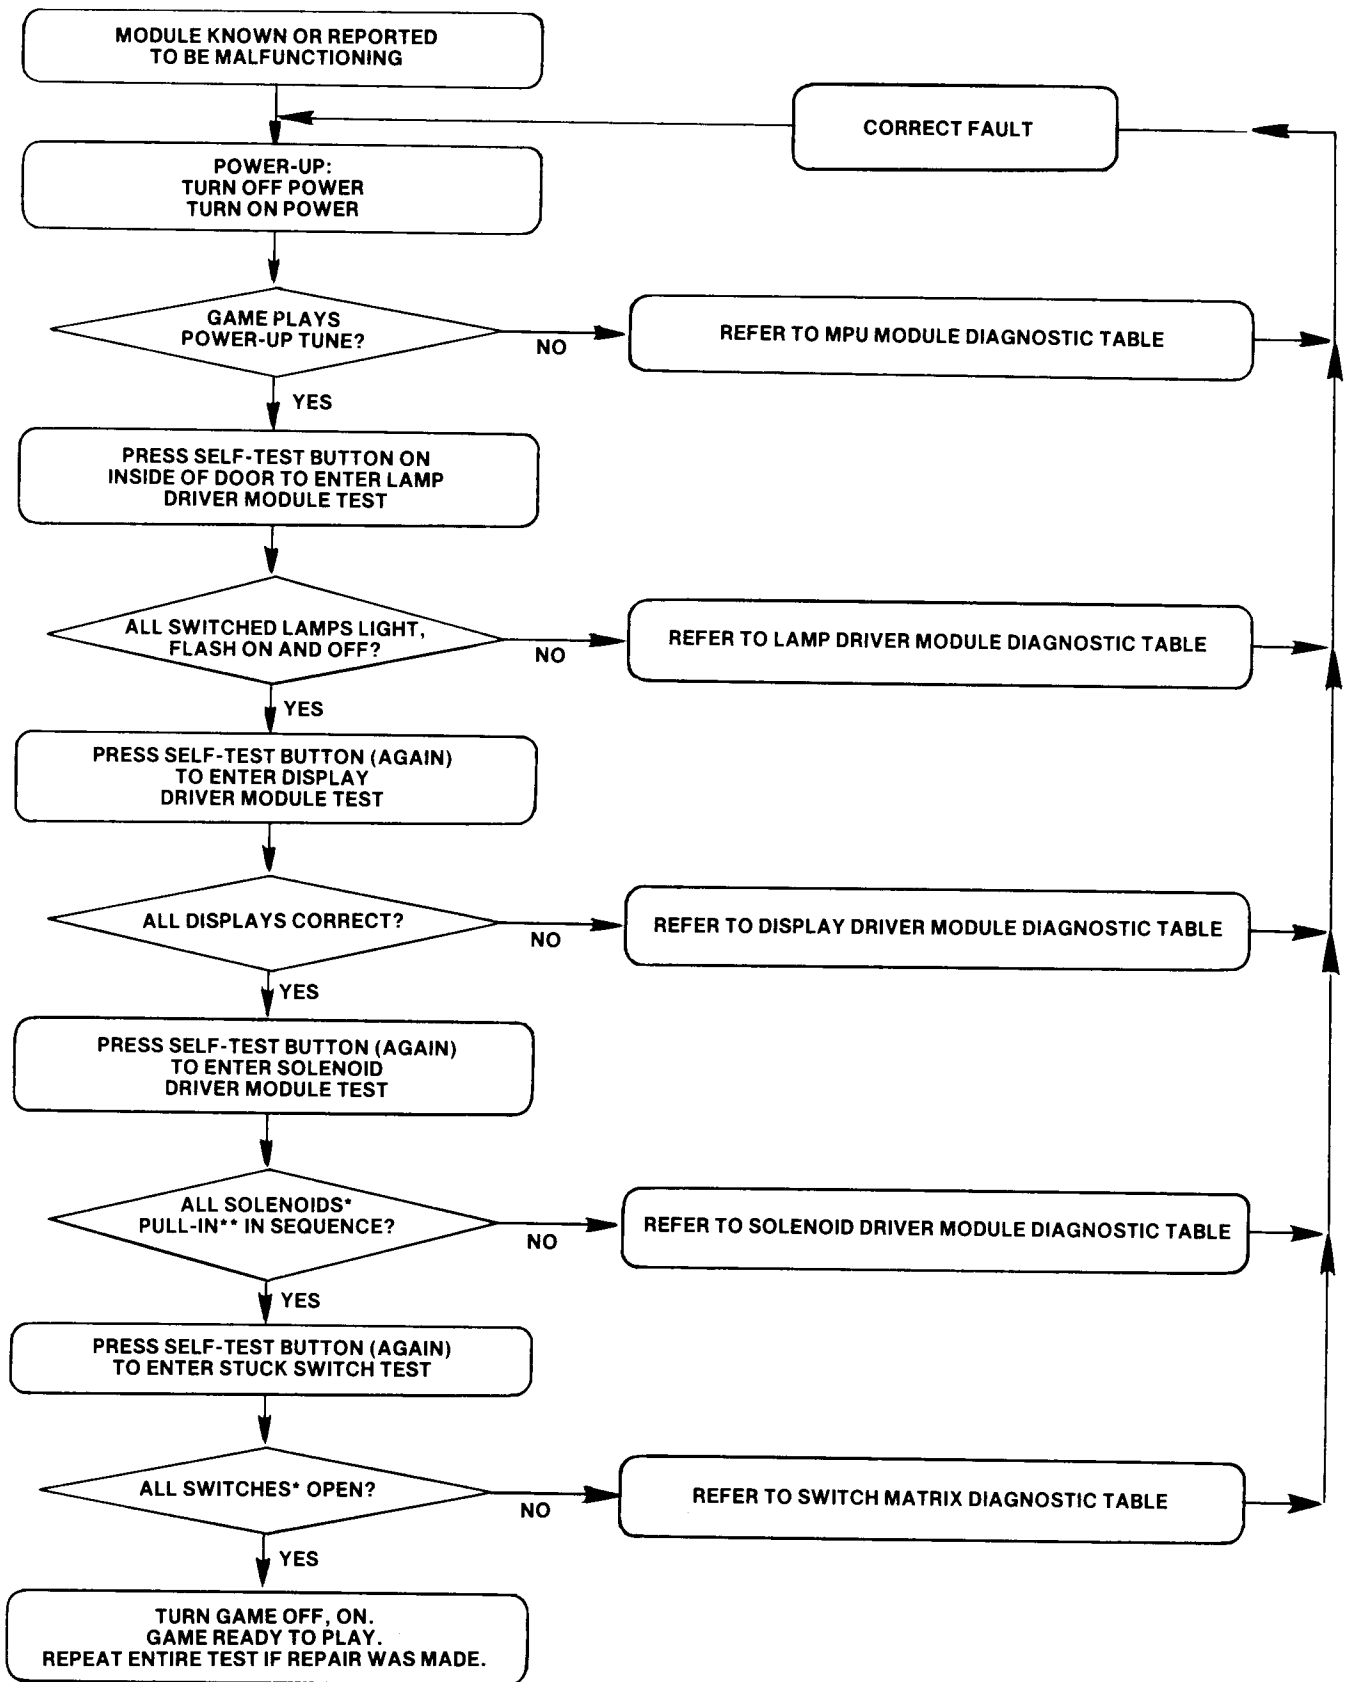 MODULE KNOWN OR REPORTED
TO BE MALFUNCTIONING
CORRECT FAULT
POWER-UP:
TURN OFF POWER
TURN ON POWER
GAME PLAYS
POWER-UP TUNE?
NO
REFER TO MPU MODULE DIAGNOSTIC TABLE
YES
PRESS SELF-TEST BUTTON ON
INSIDE OF DOOR TO ENTER LAMP
DRIVER MODULE TEST
ALL SWITCHED LAMPS LIGHT,
FLASH ON AND OFF?
NO
REFER TO LAMP DRIVER MODULE DIAGNOSTIC TABLE
YES
PRESS SELF-TEST BUTTON (AGAIN)
TO ENTER DISPLAY
DRIVER MODULE TEST
ALL DISPLAYS CORRECT?
NO
REFER TO DISPLAY DRIVER MODULE DIAGNOSTIC TABLE
YES
PRESS SELF-TEST BUTTON (AGAIN)
TO ENTER SOLENOID
DRIVER MODULE TEST
ALL SOLENOIDS*
PULL-IN** IN SEQUENCE?
NO
REFER TO SOLENOID DRIVER MODULE DIAGNOSTIC TABLE
YES
PRESS SELF-TEST BUTTON (AGAIN)
TO ENTER STUCK SWITCH TEST
ALL SWITCHES* OPEN?
NO
REFER TO SWITCH MATRIX DIAGNOSTIC TABLE
YES
TURN GAME OFF, ON.
GAME READY TO PLAY.
REPEAT ENTIRE TEST IF REPAIR WAS MADE.